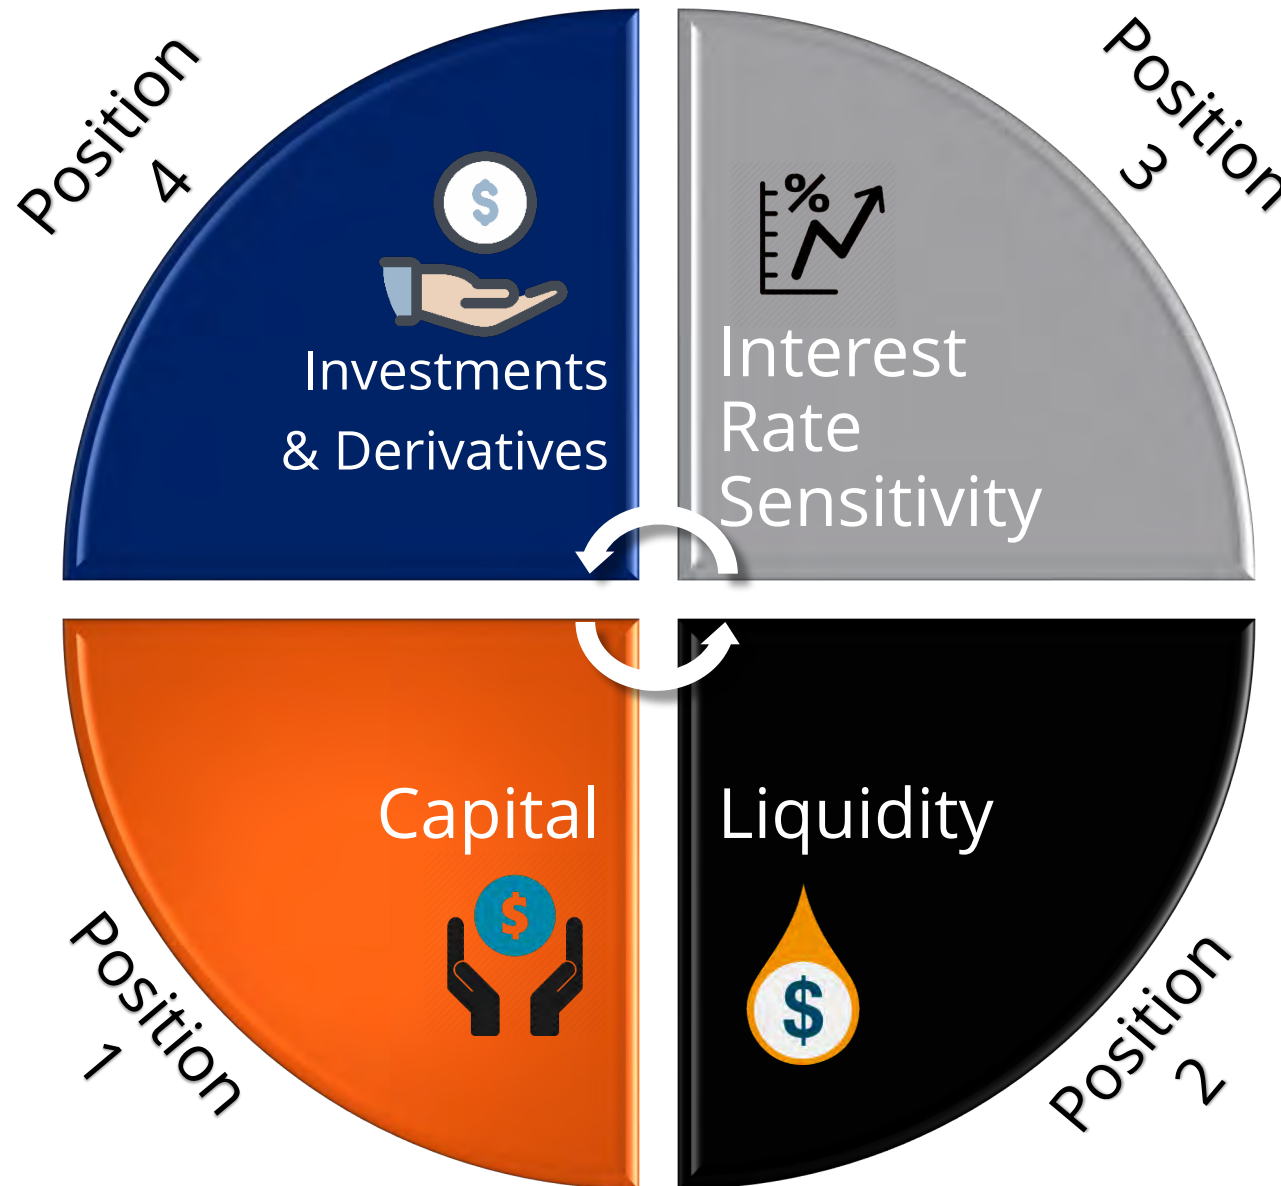 Position
4
Position
3
$
%
Investments
& Derivatives
Interest
Rate
Sensitivity
Capital
Liquidity
$
$
Position
1
Position
2